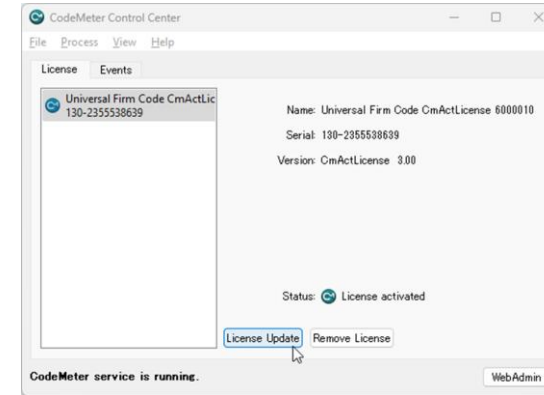 CodeMeter Control Center
File Process View Help
License Events
Universal Firm Code CmActLic
130-2355538639
Name: Universal Firm Code CmActLicense 6000010
Serial: 130-2355538639
Version: CmActLicense 3.00
Status: License activated
License Update Remove License
CodeMeter service is running.
WebAdmin